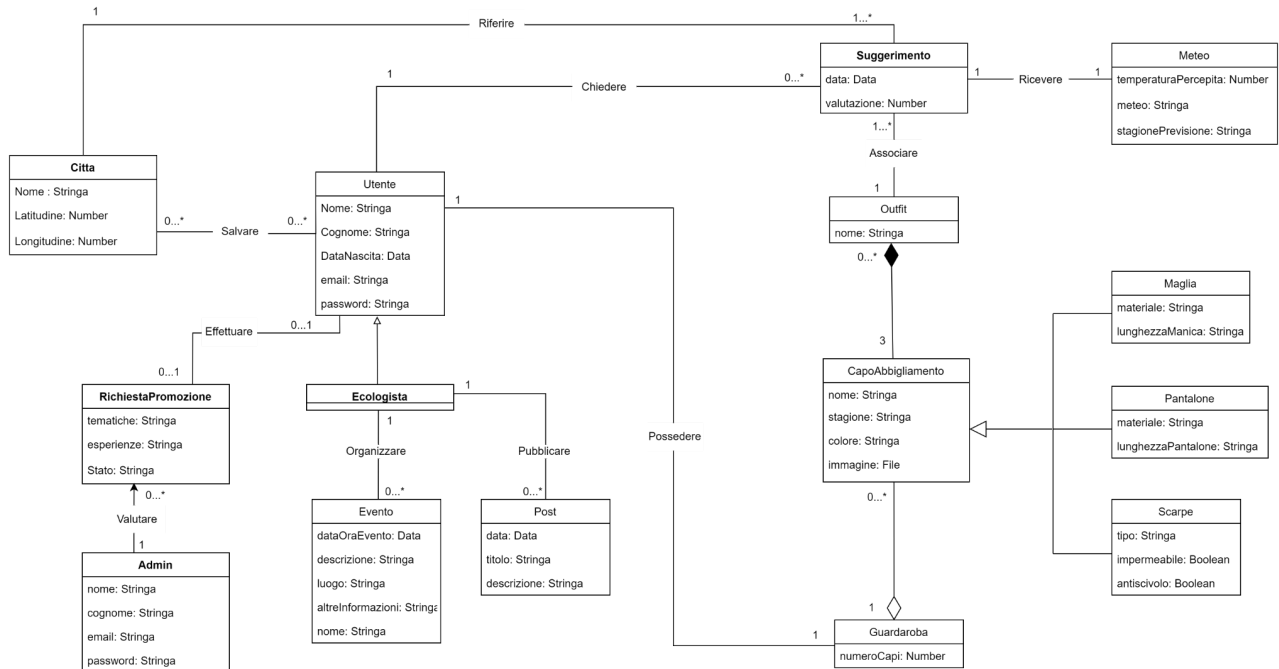 1
Riferire
1...*
Suggerimento
data: Data
valutazione: Number
1
Ricevere
1
Meteo
temperaturaPercepita: Number
meteo: Stringa
stagionePrevisione: Stringa
1
Chiedere
0...*
1...*
Associare
1
Citta
Nome : Stringa
Latitudine: Number
Longitudine: Number
0...*
Salvare
0...*
Utente
Nome: Stringa
Cognome: Stringa
DataNascita: Data
email: Stringa
password: Stringa
1
Outfit
nome: Stringa
0...*
3
Maglia
materiale: Stringa
lunghezzaManica: Stringa
Effettuare
0...1
0...1
RichiestaPromozione
tematiche: Stringa
esperienze: Stringa
Stato: Stringa
Ecologista
1
1
Organizzare
Pubblicare
Possedere
CapoAbbigliamento
nome: Stringa
stagione: Stringa
colore: Stringa
immagine: File
Pantalone
materiale: Stringa
lunghezzaPantalone: Stringa
0...*
Valutare
1
0...*
0...*
0...*
Evento
dataOraEvento: Data
descrizione: Stringa
luogo: Stringa
altreInformazioni: Stringa
nome: Stringa
Post
data: Data
titolo: Stringa
descrizione: Stringa
Scarpe
tipo: Stringa
impermeabile: Boolean
antiscivolo: Boolean
Admin
nome: Stringa
cognome: Stringa
email: Stringa
password: Stringa
1
1
Guardaroba
numeroCapi: Number